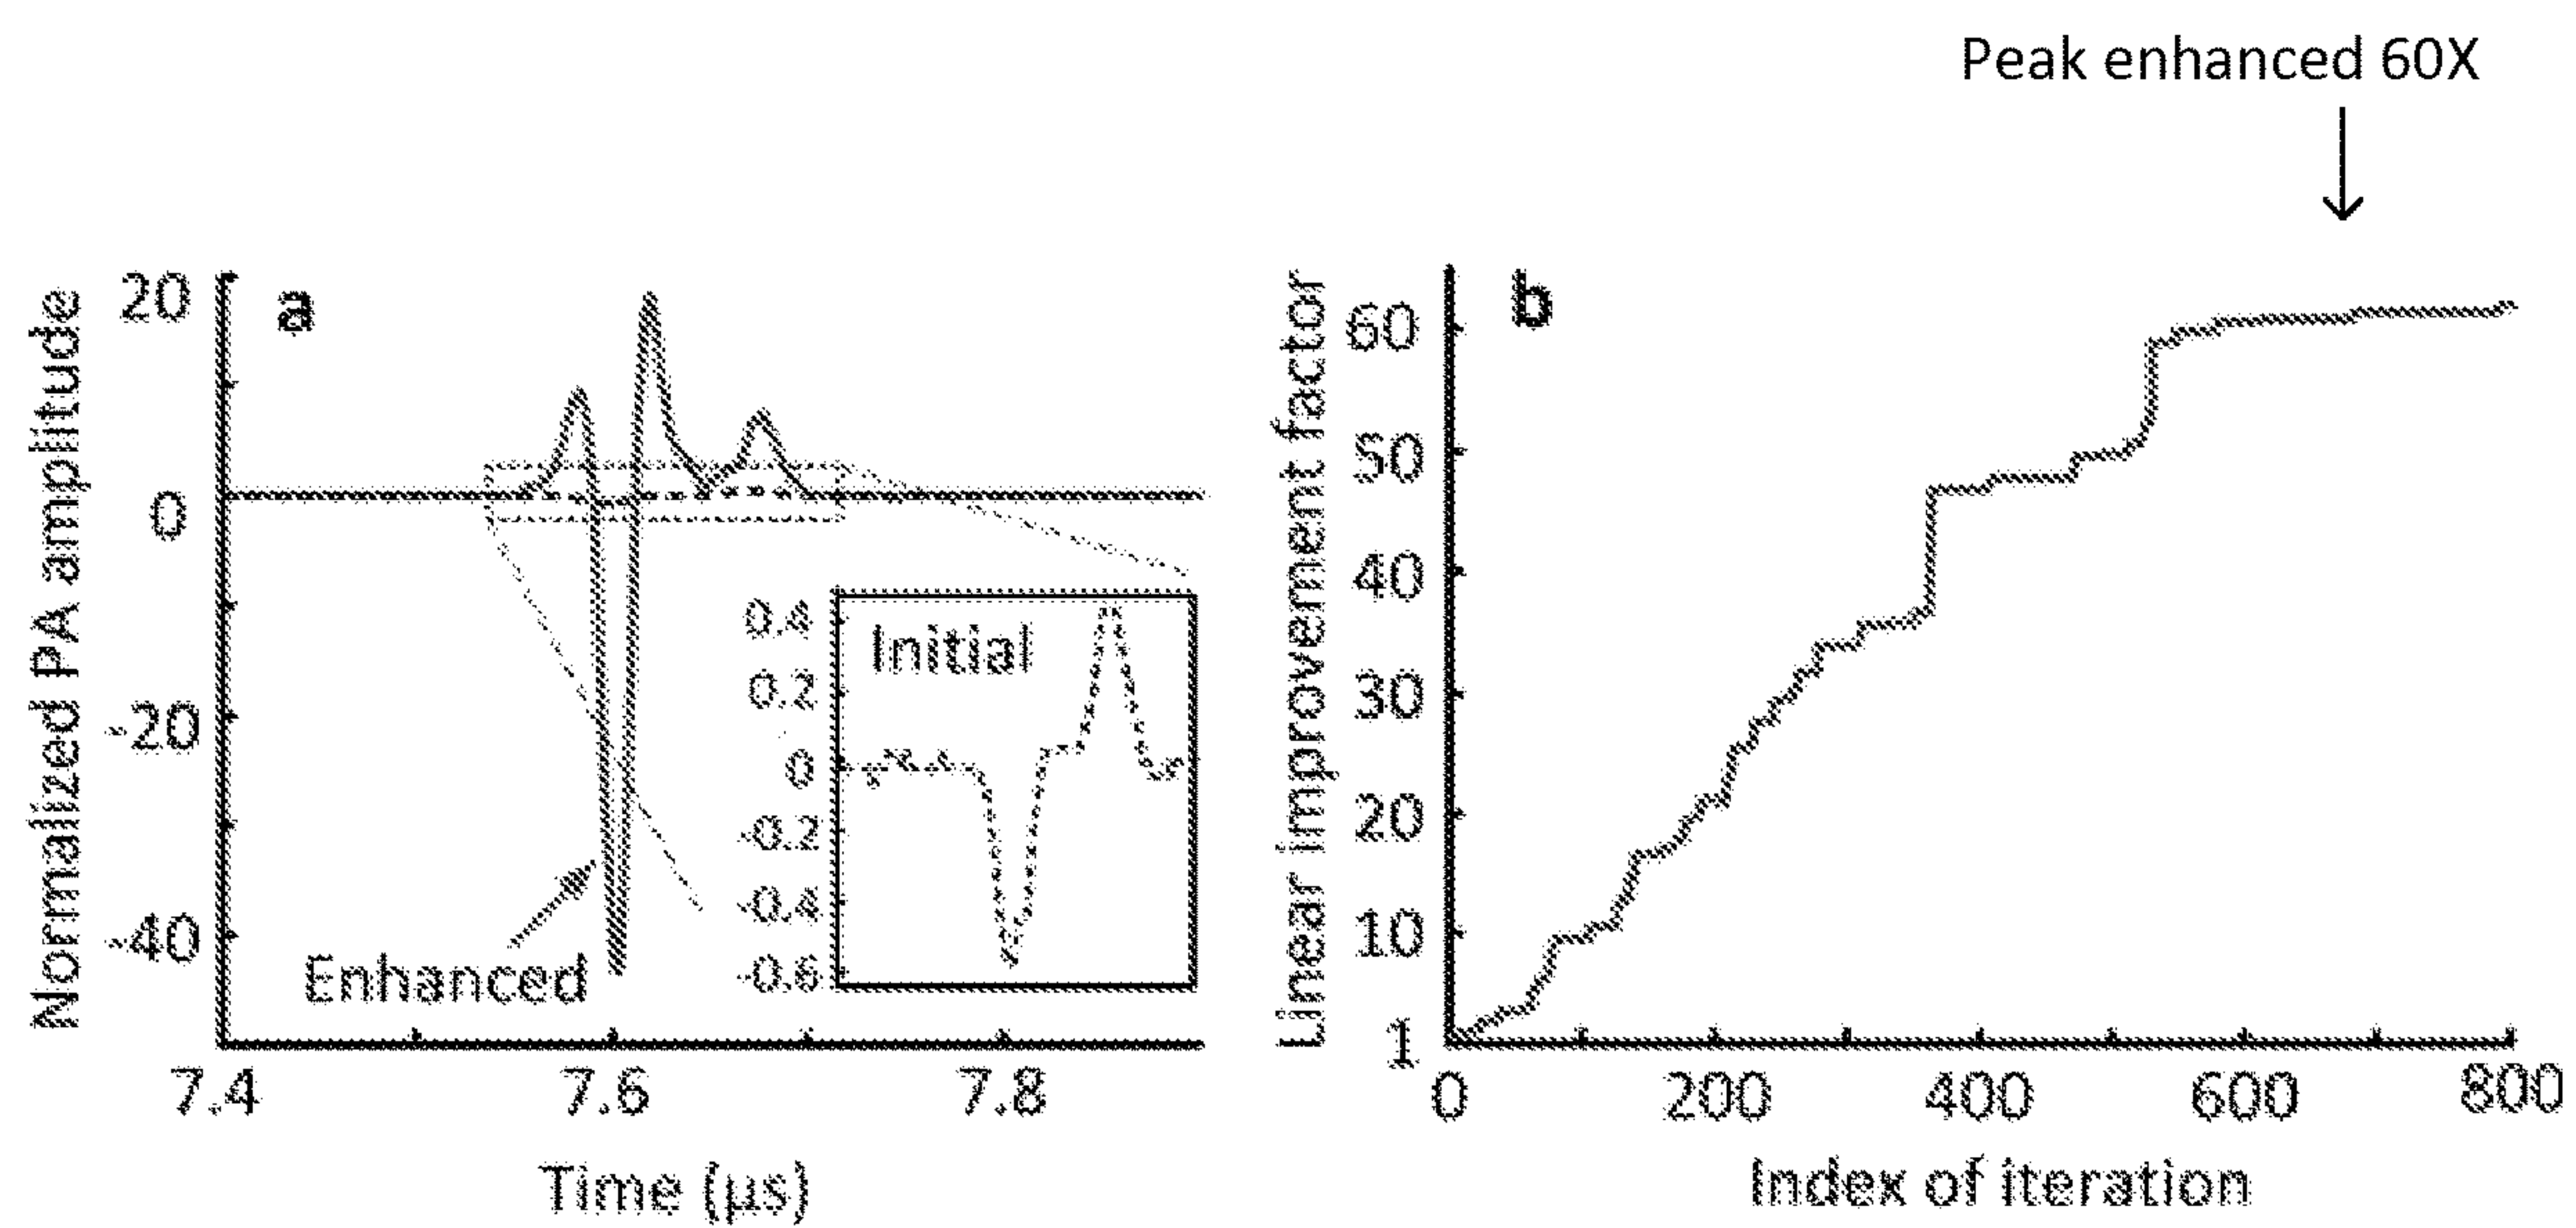 Peak enhanced 60X
Normalized PA amplitude
20
0
-20
-40
a
Enhanced
Initial
0.4
0.2
0
-0.2
-0.4
-0.6
7.4
7.6
7.8
Time (µs)
Linear improvement factor
60
50
40
30
20
10
1
b
0
200
400
600
800
Index of iteration